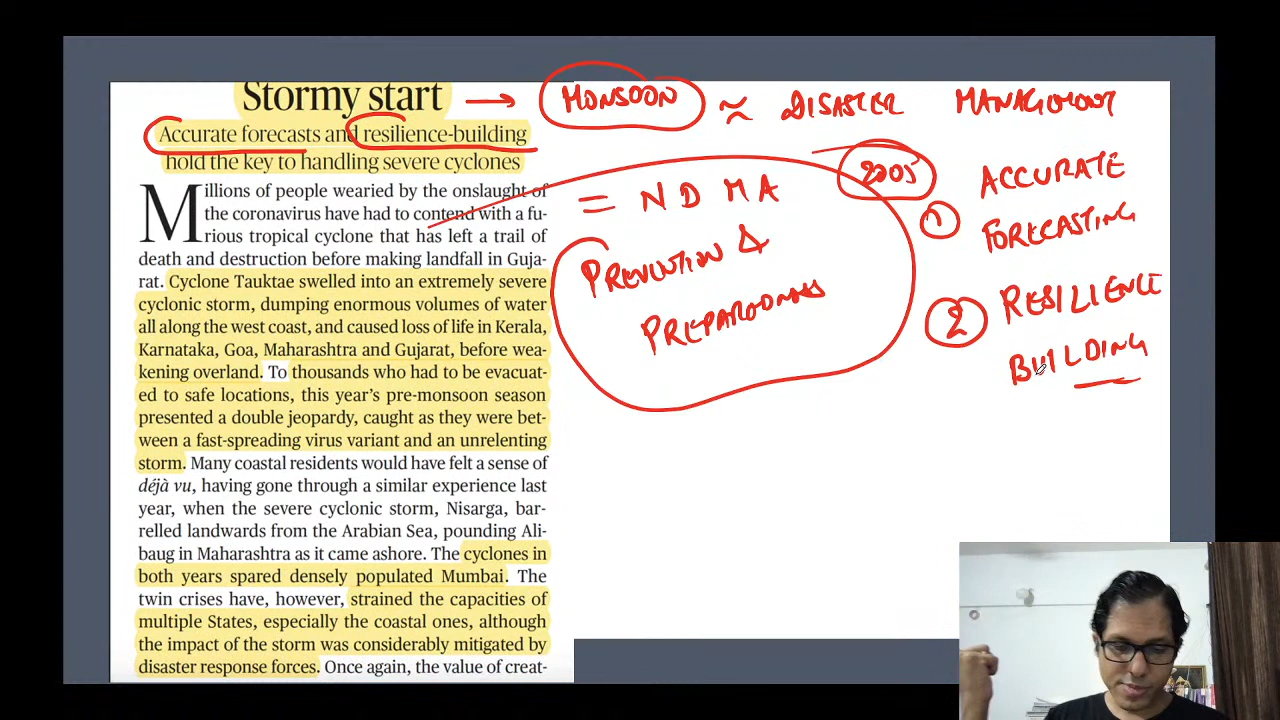 Stormy start
Accurate forecasts and resilience-building
hold the key to handling severe cyclones
Millions of people wearied by the onslaught of
the coronavirus have had to contend with a fu-
rious tropical cyclone that has left a trail of
death and destruction before making landfall in Guja-
rat. Cyclone Tauktae swelled into an extremely severe
cyclonic storm, dumping enormous volumes of water
all along the west coast, and caused loss of life in Kerala,
Karnataka, Goa, Maharashtra and Gujarat, before wea-
kening overland. To thousands who had to be evacuat-
ed to safe locations, this year’s pre-monsoon season
presented a double jeopardy, caught as they were bet-
ween a fast-spreading virus variant and an unrelenting
storm. Many coastal residents would have felt a sense of
déjà vu, having gone through a similar experience last
year, when the severe cyclonic storm, Nisarga, bar-
relled landwards from the Arabian Sea, pounding Ali-
baug in Maharashtra as it came ashore. The cyclones in
both years spared densely populated Mumbai. The
twin crises have, however, strained the capacities of
multiple States, especially the coastal ones, although
the impact of the storm was considerably mitigated by
disaster response forces. Once again, the value of creat-
→ MONSOON ≈ DISASTER MANAGEMENT
= NDMA 2005
PREVENTION &
PREPAREDNESS
① ACCURATE
FORECASTING
② RESILIENCE
BUILDING